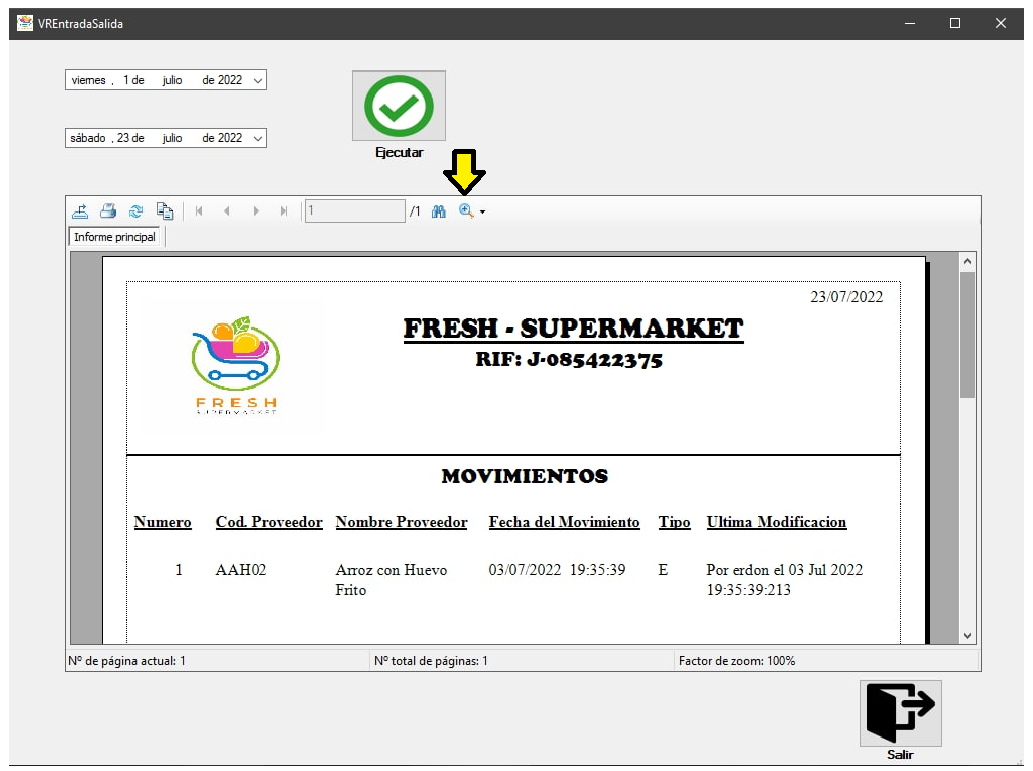 VREntradaSalida
viernes , 1 de julio de 2022
sábado , 23 de julio de 2022
Ejecutar
1 /1
Informe principal
23/07/2022
FRESH - SUPERMARKET
RIF: J-085422375
FRESH
SUPERMARKET
MOVIMIENTOS
Numero Cod. Proveedor Nombre Proveedor Fecha del Movimiento Tipo Ultima Modificacion
1 AAH02 Arroz con Huevo 03/07/2022 19:35:39 E Por erdon el 03 Jul 2022
Frito 19:35:39:213
Nº de página actual: 1 Nº total de páginas: 1 Factor de zoom: 100%
Salir